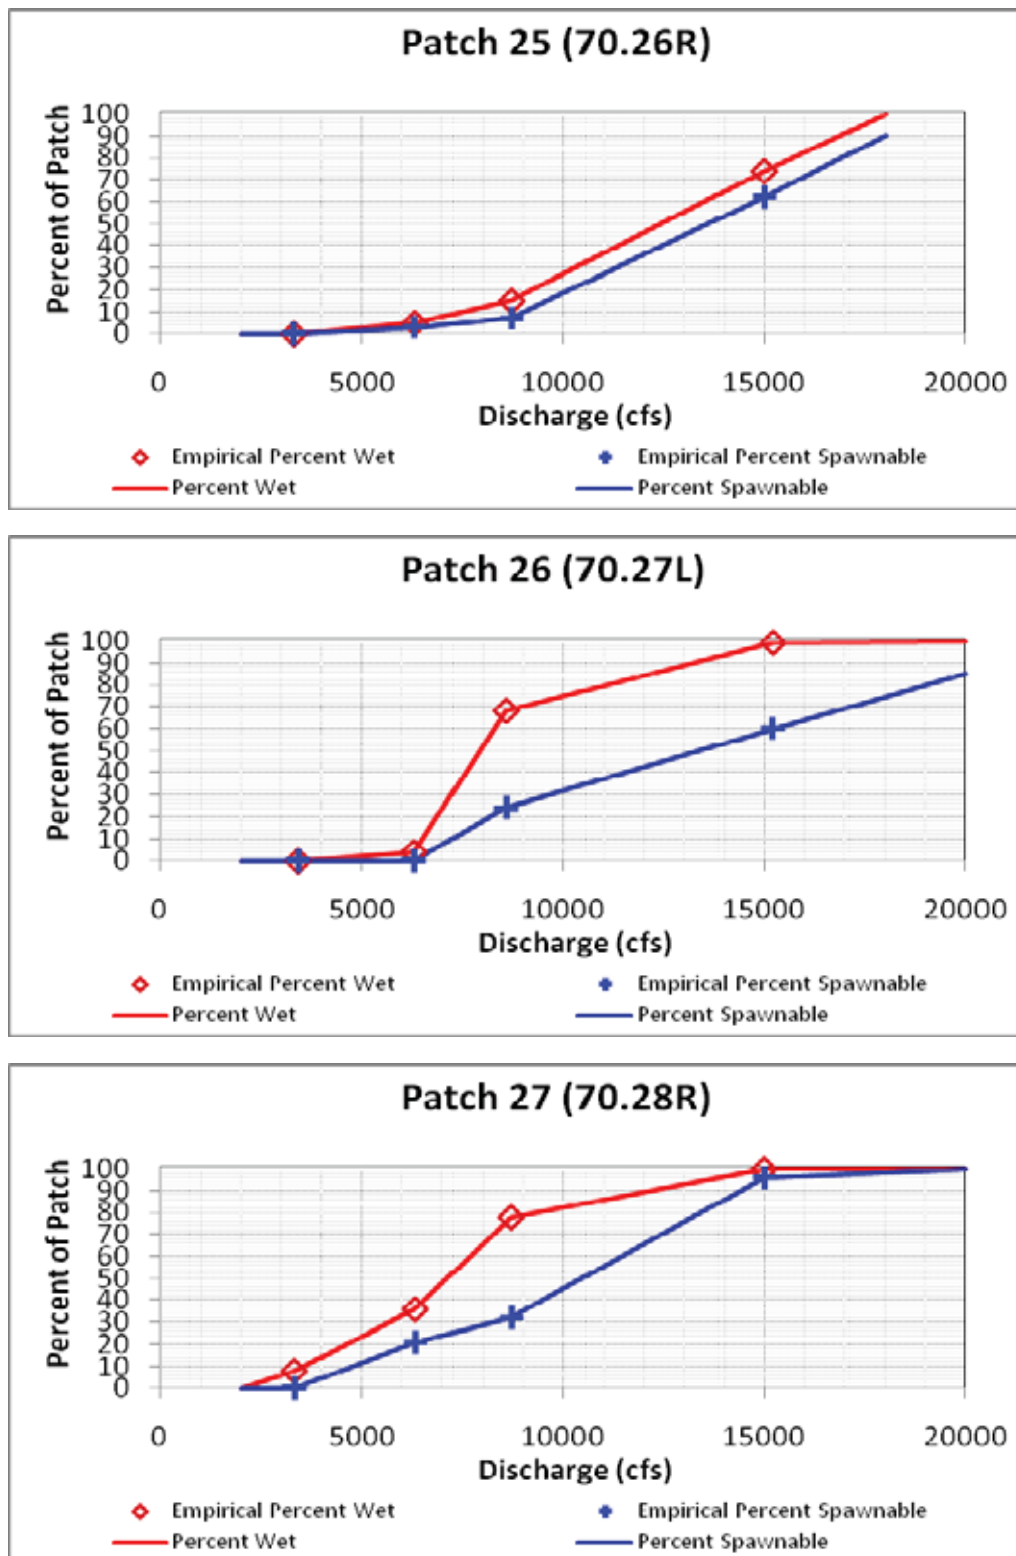 Patch 25 (70.26R)
Percent of Patch
100
90
80
70
60
50
40
30
20
10
0
0 5000 10000 15000 20000
Discharge (cfs)
Empirical Percent Wet Empirical Percent Spawnable
Percent Wet Percent Spawnable
Patch 26 (70.27L)
Percent of Patch
100
90
80
70
60
50
40
30
20
10
0
0 5000 10000 15000 20000
Discharge (cfs)
Empirical Percent Wet Empirical Percent Spawnable
Percent Wet Percent Spawnable
Patch 27 (70.28R)
Percent of Patch
100
90
80
70
60
50
40
30
20
10
0
0 5000 10000 15000 20000
Discharge (cfs)
Empirical Percent Wet Empirical Percent Spawnable
Percent Wet Percent Spawnable